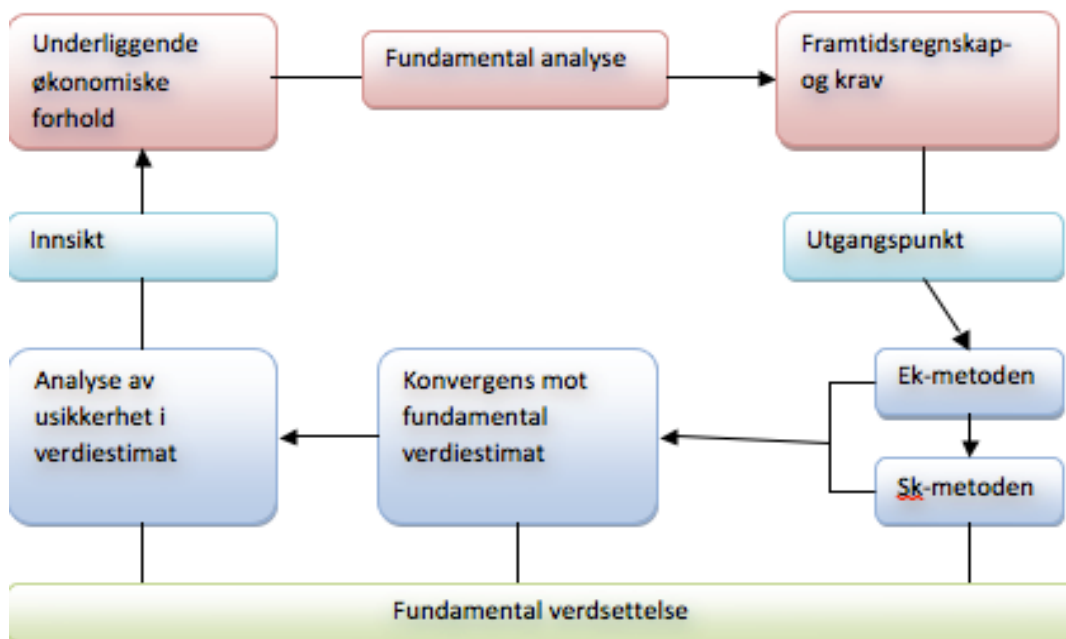 Underliggende
økonomiske
forhold
Fundamental analyse
Framtidsregnskap-
og krav
Innsikt
Utgangspunkt
Analyse av
usikkerhet i
verdiestimat
Konvergens mot
fundamental
verdiestimat
Ek-metoden
Sk-metoden
Fundamental verdsettelse